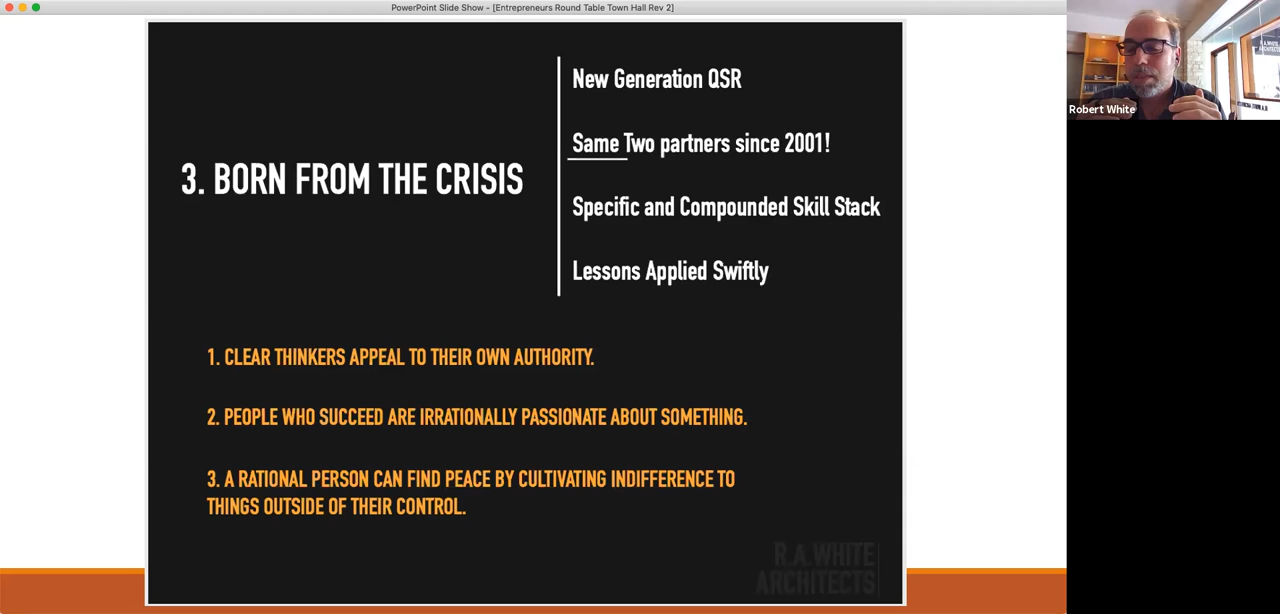 PowerPoint Slide Show - [Entrepreneurs Round Table Town Hall Rev 2]
3. BORN FROM THE CRISIS
New Generation QSR
Same Two partners since 2001!
Specific and Compounded Skill Stack
Lessons Applied Swiftly
1. CLEAR THINKERS APPEAL TO THEIR OWN AUTHORITY.
2. PEOPLE WHO SUCCEED ARE IRRATIONALLY PASSIONATE ABOUT SOMETHING.
3. A RATIONAL PERSON CAN FIND PEACE BY CULTIVATING INDIFFERENCE TO
THINGS OUTSIDE OF THEIR CONTROL.
R.A.WHITE
ARCHITECTS
Robert White